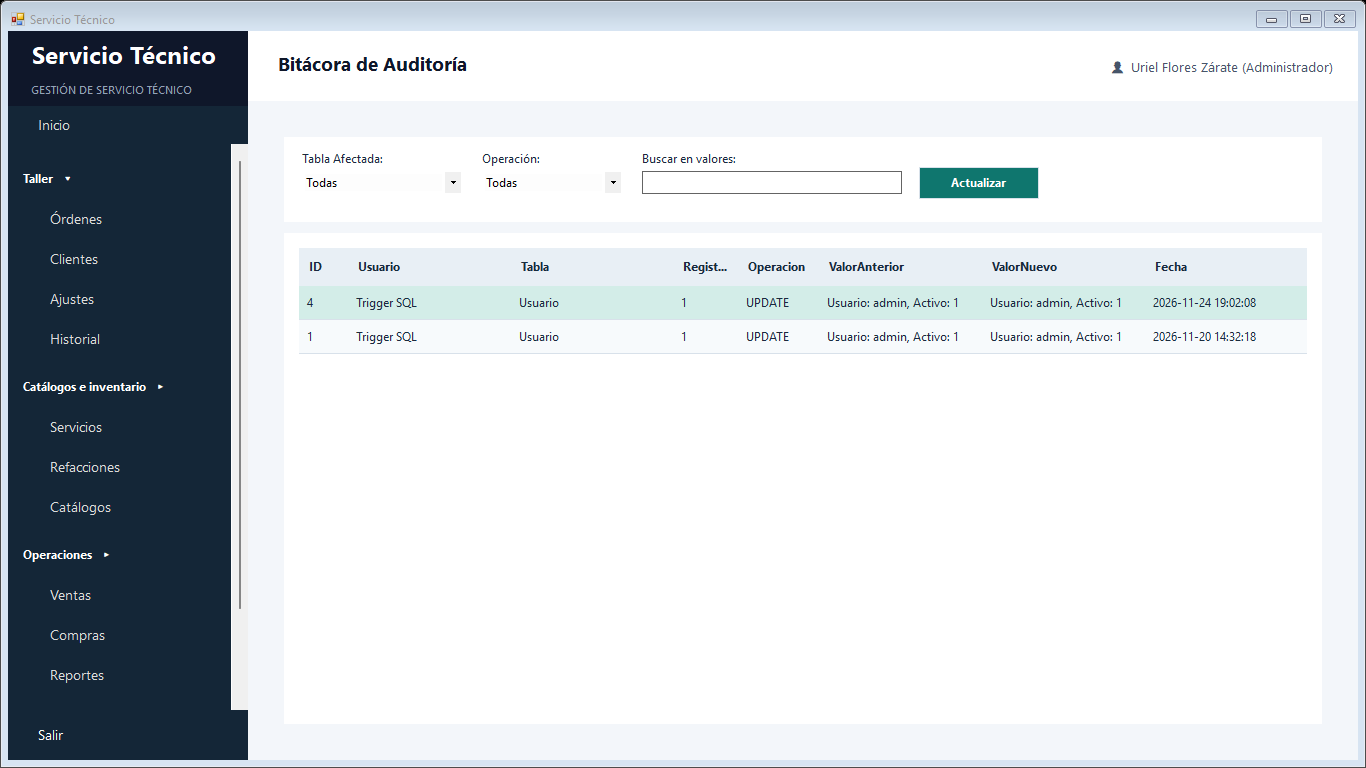 Servicio Técnico
Servicio Técnico
GESTIÓN DE SERVICIO TÉCNICO
Inicio
Taller
Órdenes
Clientes
Ajustes
Historial
Catálogos e inventario
Servicios
Refacciones
Catálogos
Operaciones
Ventas
Compras
Reportes
Salir
Bitácora de Auditoría
Uriel Flores Zárate (Administrador)
Tabla Afectada: Operación: Buscar en valores:
Todas Todas Actualizar
ID Usuario Tabla Regist... Operacion ValorAnterior ValorNuevo Fecha
4 Trigger SQL Usuario 1 UPDATE Usuario: admin, Activo: 1 Usuario: admin, Activo: 1 2026-11-24 19:02:08
1 Trigger SQL Usuario 1 UPDATE Usuario: admin, Activo: 1 Usuario: admin, Activo: 1 2026-11-20 14:32:18